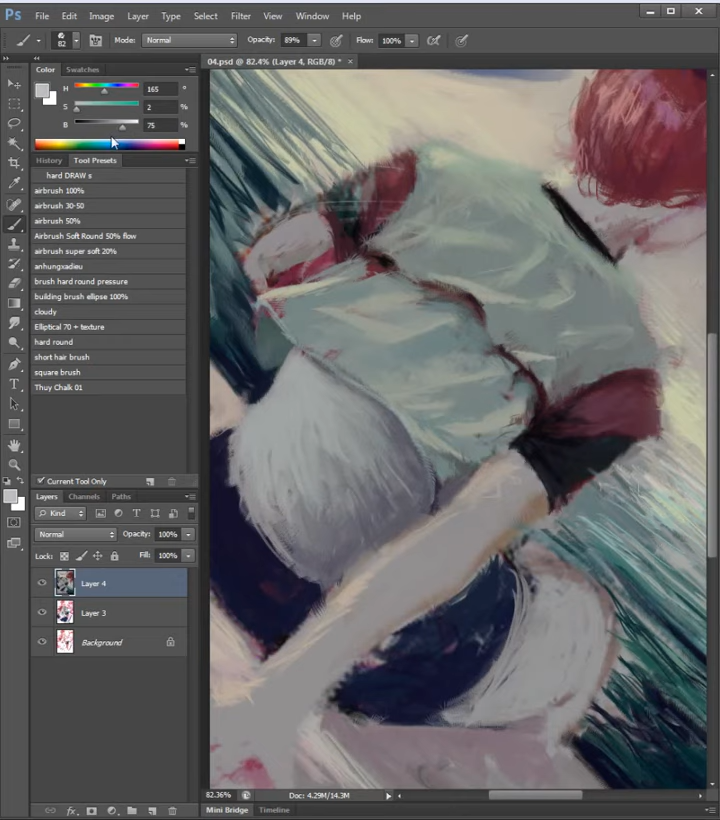 Ps File Edit Image Layer Type Select Filter View Window Help
82 Mode: Normal Opacity: 89% Flow: 100%
04.psd @ 82.4% (Layer 4, RGB/8) * ×
Color Swatches
H 165 °
S 2 %
B 75 %
History Tool Presets
hard DRAW s
airbrush 100%
airbrush 30-50
airbrush 50%
Airbrush Soft Round 50% flow
airbrush super soft 20%
anhungxadieu
brush hard round pressure
building brush ellipse 100%
cloudy
Elliptical 70 + texture
hard round
short hair brush
square brush
Thuy Chalk 01
Current Tool Only
Layers Channels Paths
Kind
Normal Opacity: 100%
Lock: Fill: 100%
Layer 4
Layer 3
Background
82.36% Doc: 4.29M/14.3M
Mini Bridge Timeline